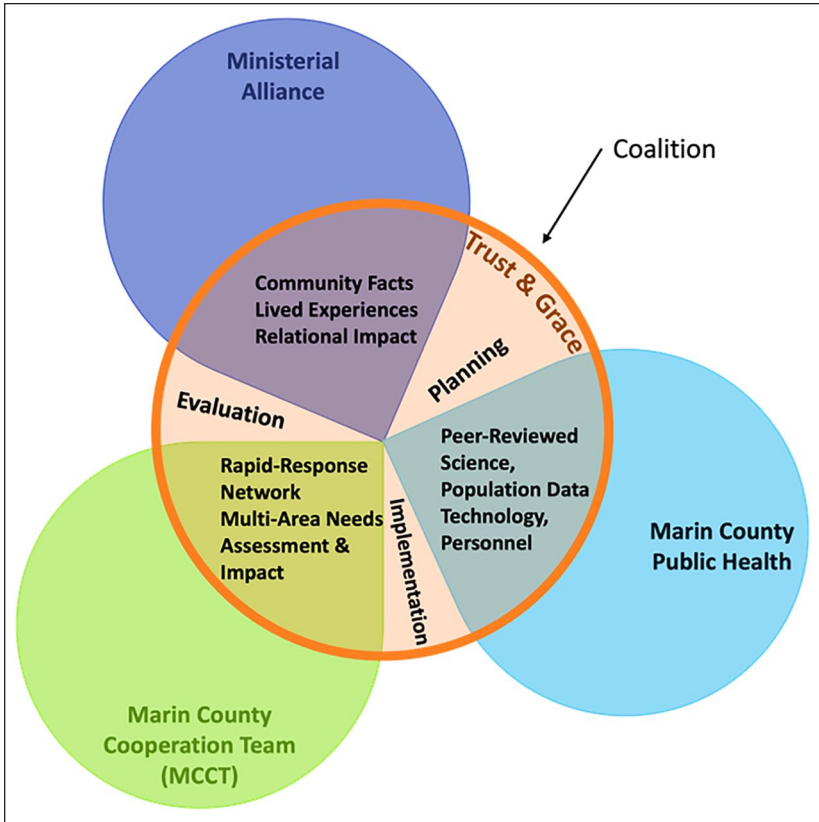 Ministerial
Alliance
Coalition
Trust & Grace
Community Facts
Lived Experiences
Relational Impact
Planning
Evaluation
Peer-Reviewed
Science,
Population Data
Technology,
Personnel
Rapid-Response
Network
Multi-Area Needs
Assessment &
Impact
Implementation
Marin County
Public Health
Marin County
Cooperation Team
(MCCT)